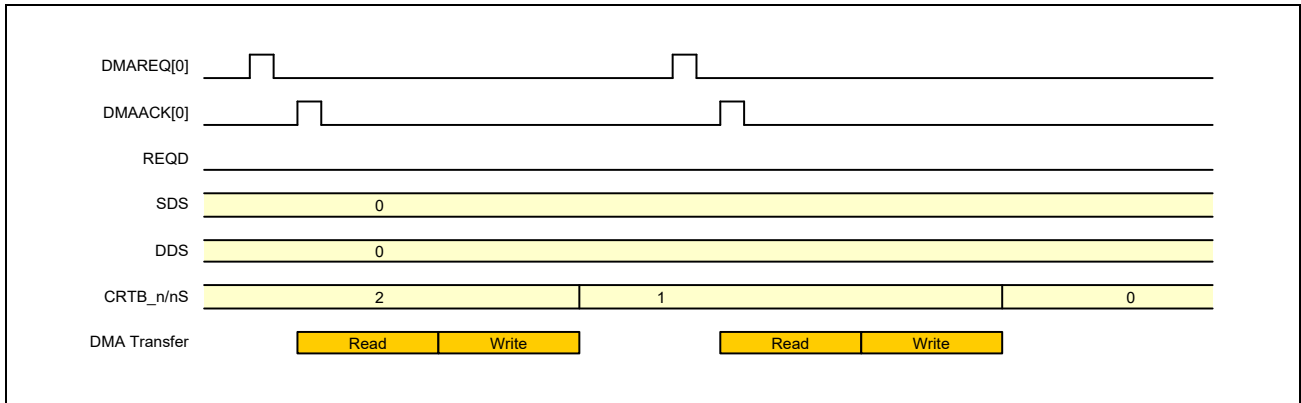 DMAREQ[0]
DMAACK[0]
REQD
SDS 0
DDS 0
CRTB_n/nS 2 1 0
DMA Transfer Read Write Read Write